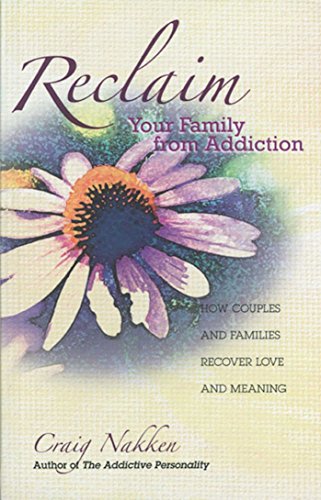 Reclaim
Your Family
from Addiction
HOW COUPLES
AND FAMILIES
RECOVER LOVE
AND MEANING
Craig Nakken
Author of The Addictive Personality